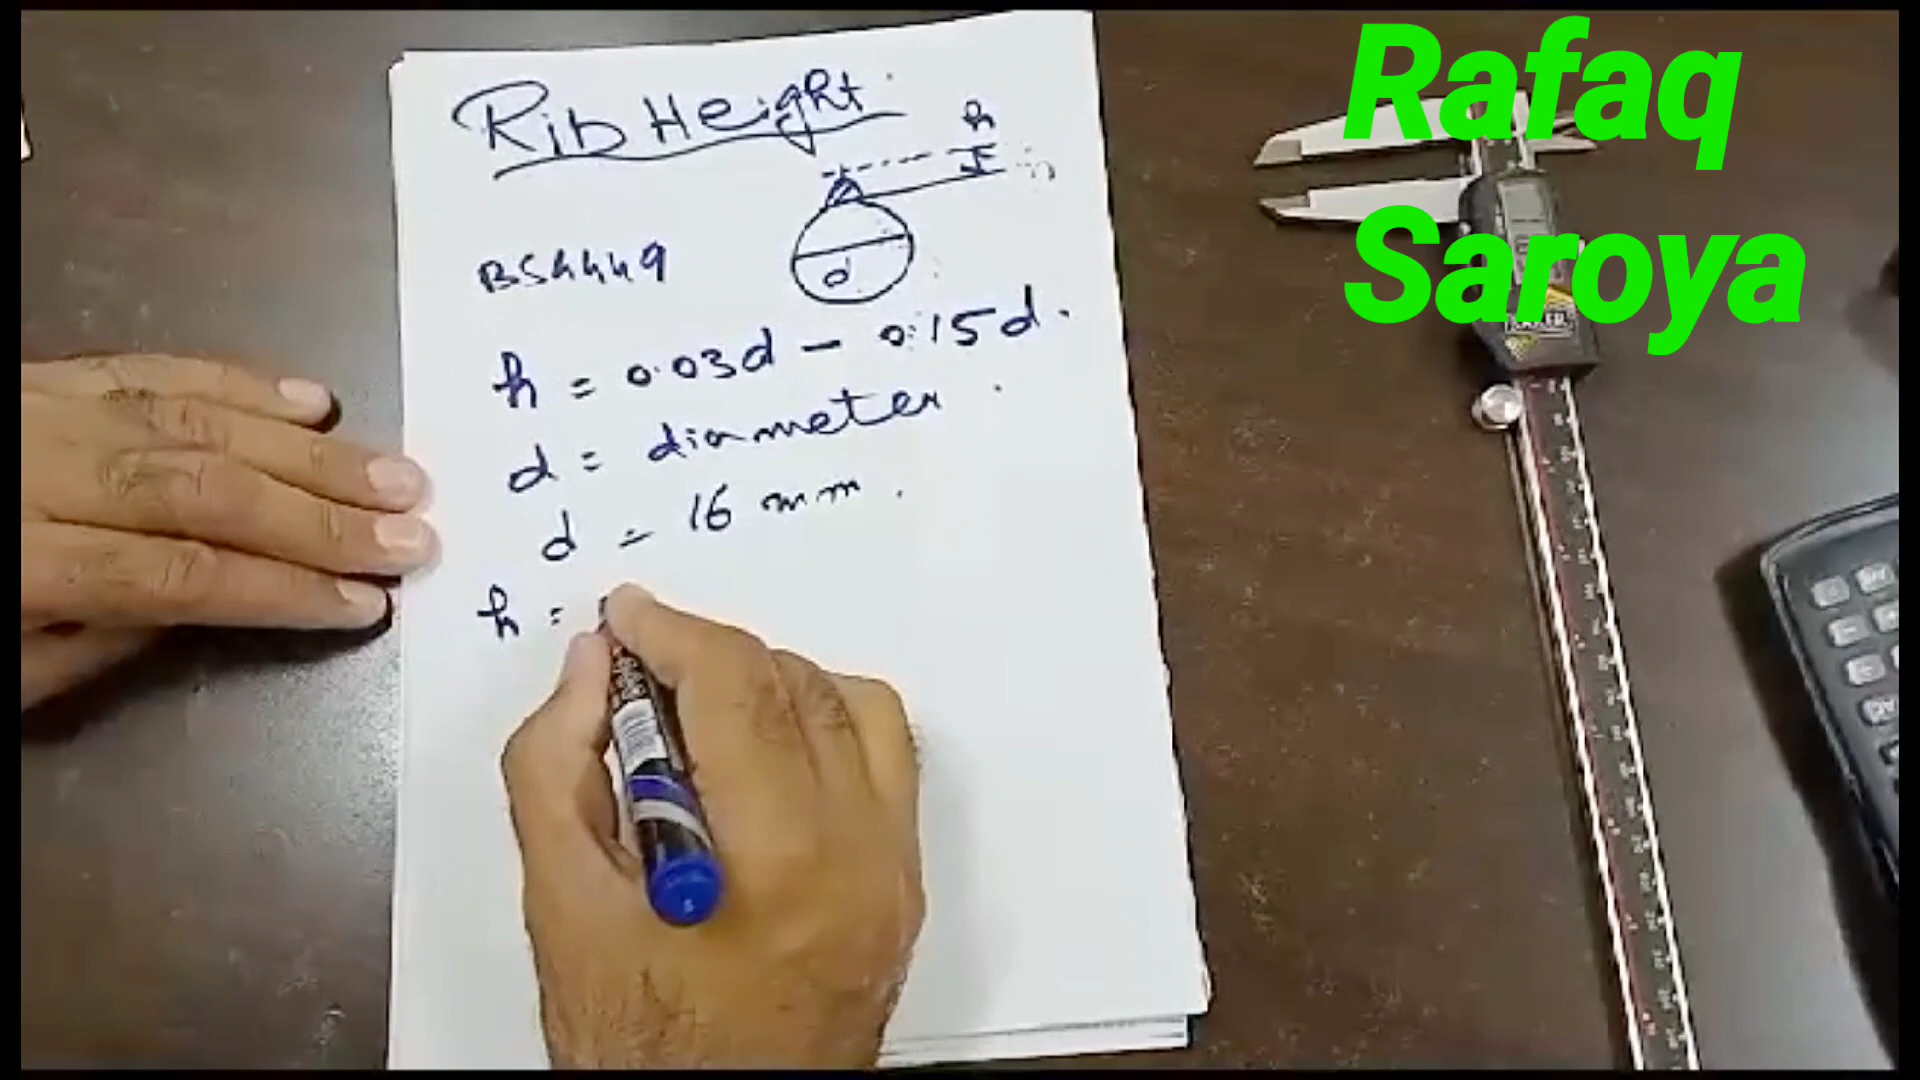 Rafaq
Saroya
Rib Height
h
d
BS4449
h = 0.03d - 0.15d.
d = diameter.
d = 16 mm.
h =